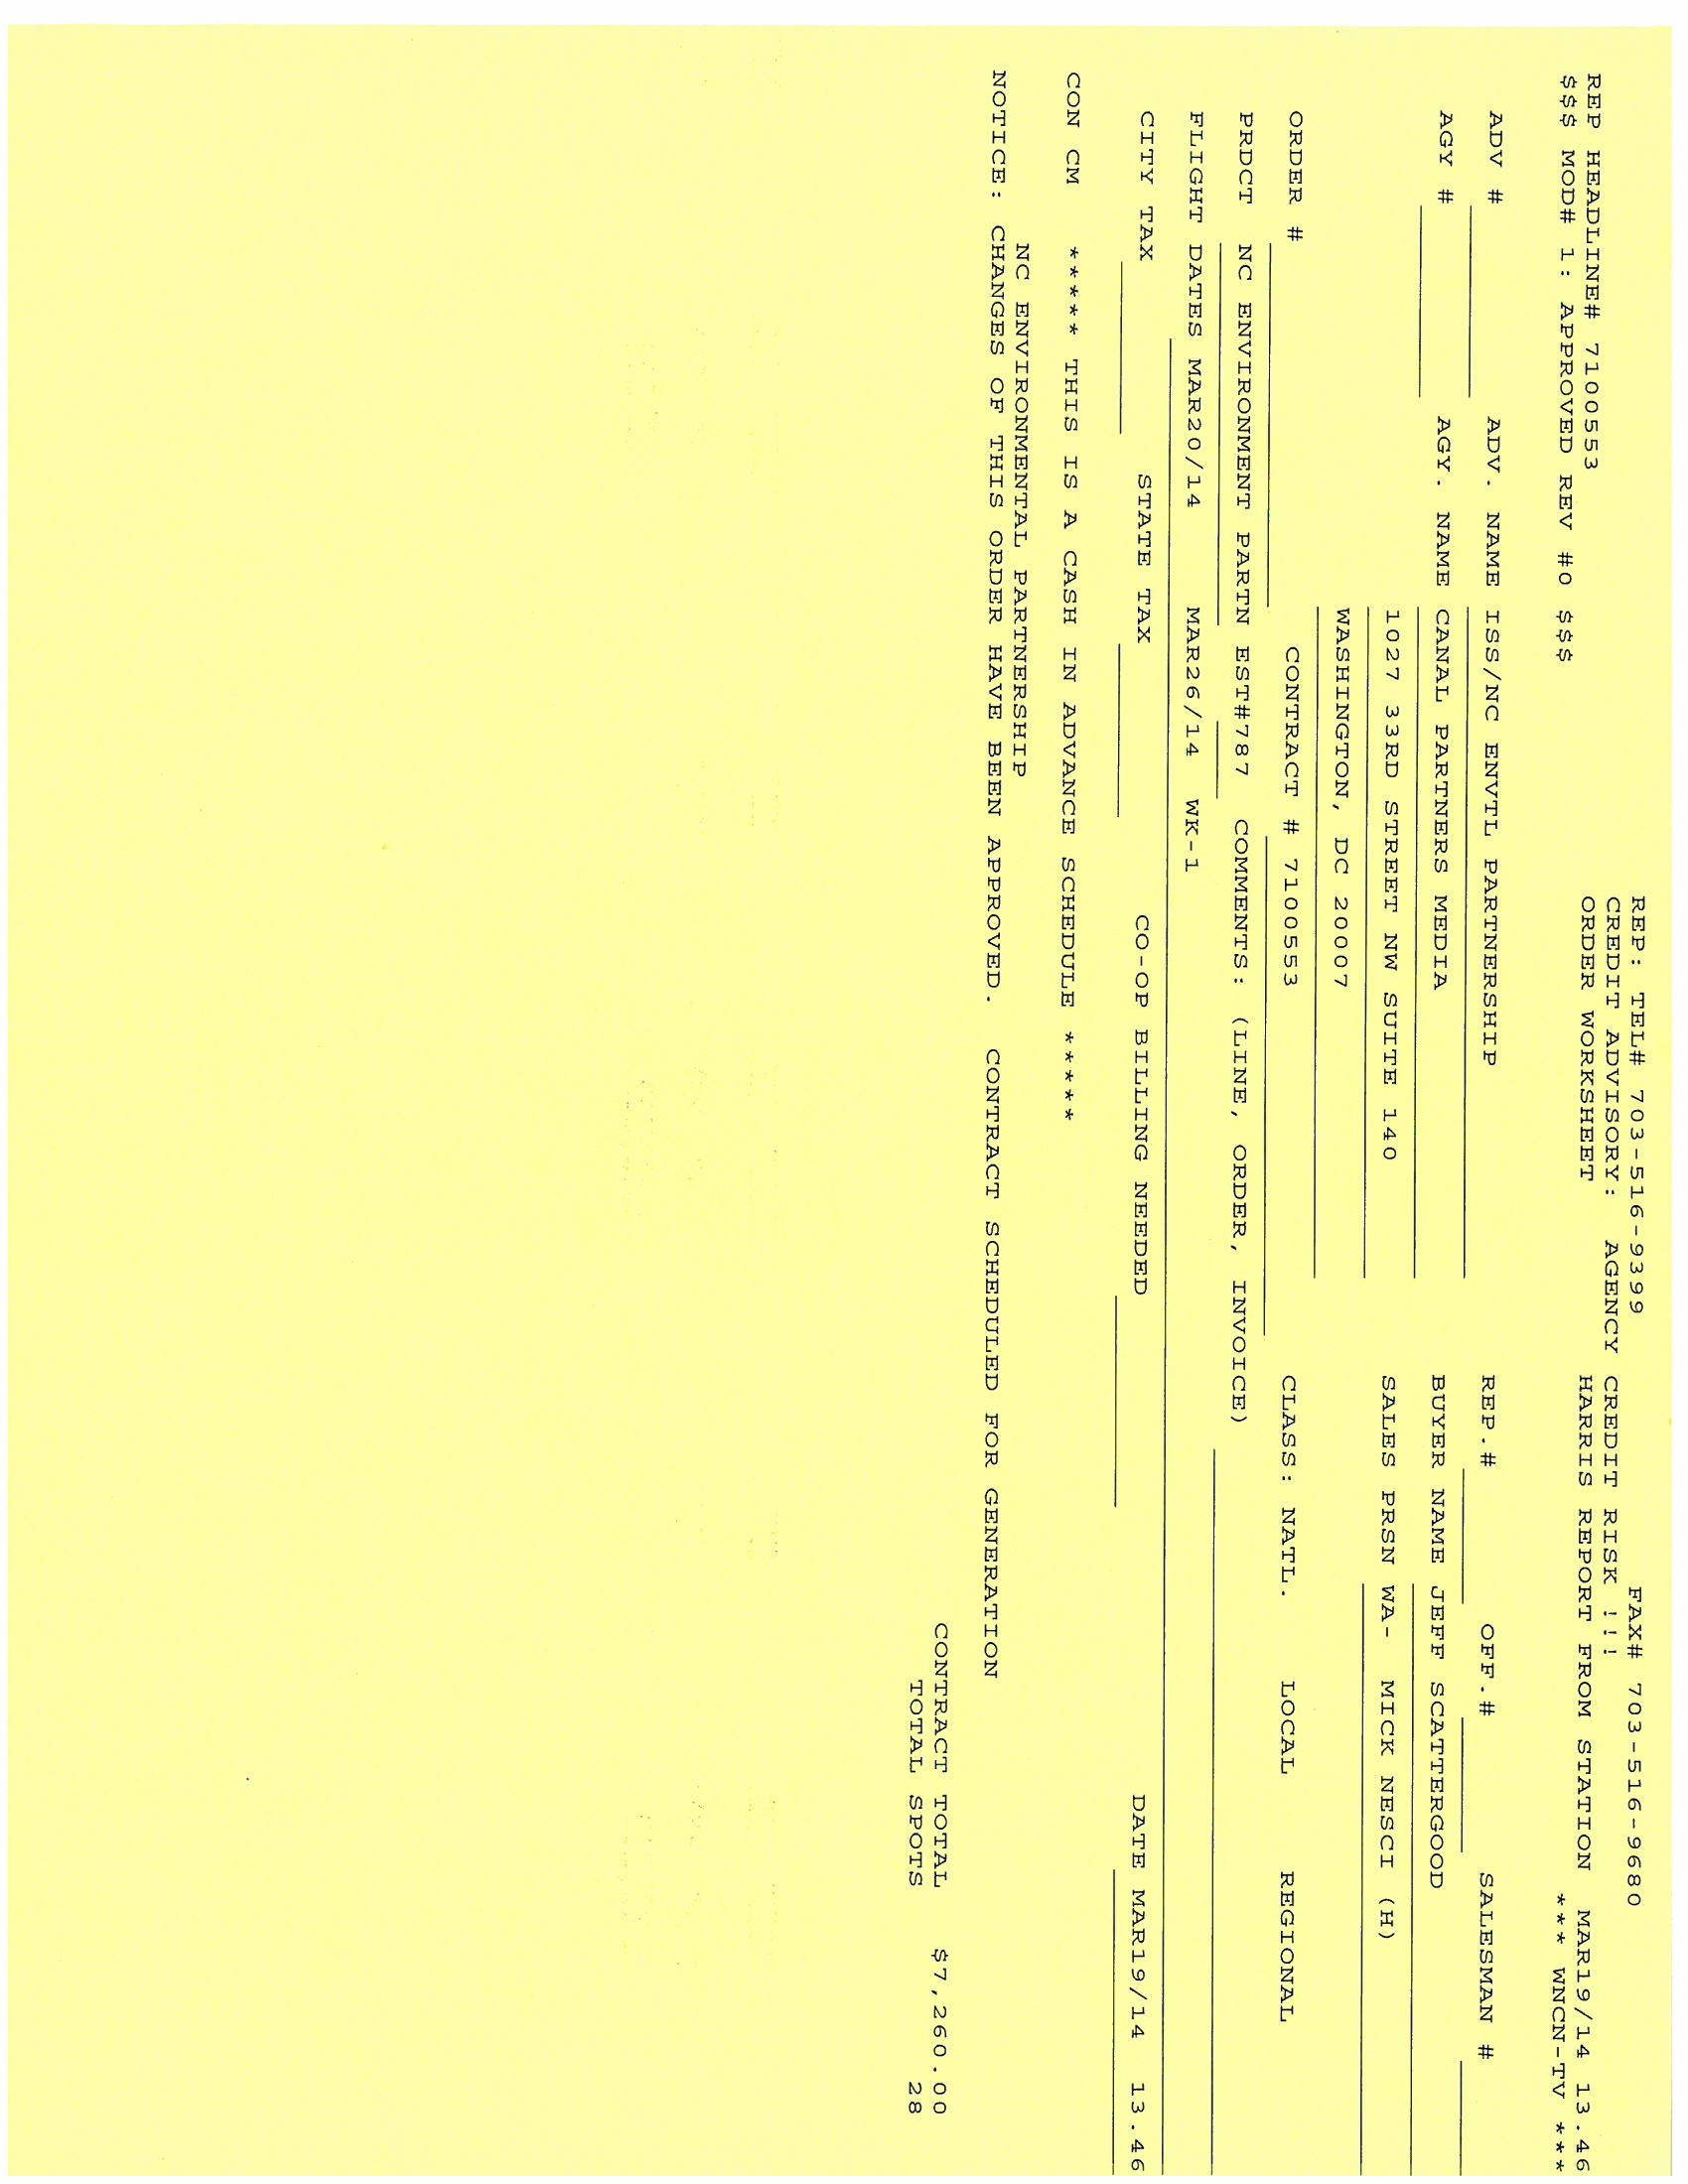 REP: TEL# 703-516-9399 FAX# 703-516-9680
CREDIT ADVISORY: AGENCY CREDIT RISK !!!
ORDER WORKSHEET HARRIS REPORT FROM STATION MAR19/14 13.46
REP HEADLINE# 7100553
$$$ MOD# 1: APPROVED REV #0 $$$ *** WNCN-TV ***
ADV # ADV. NAME ISS/NC ENVTL PARTNERSHIP REP.# OFF.# SALESMAN #
AGY # AGY. NAME CANAL PARTNERS MEDIA BUYER NAME JEFF SCATTERGOOD
1027 33RD STREET NW SUITE 140 SALES PRSN WA- MICK NESCI (H)
WASHINGTON, DC 20007
ORDER # CONTRACT # 7100553 CLASS: NATL. LOCAL REGIONAL
PRDCT NC ENVIRONMENT PARTN EST#787 COMMENTS: (LINE, ORDER, INVOICE)
FLIGHT DATES MAR20/14 MAR26/14 WK-1
CITY TAX STATE TAX CO-OP BILLING NEEDED DATE MAR19/14 13.46
CON CM ***** THIS IS A CASH IN ADVANCE SCHEDULE *****
NC ENVIRONMENTAL PARTNERSHIP
NOTICE: CHANGES OF THIS ORDER HAVE BEEN APPROVED. CONTRACT SCHEDULED FOR GENERATION
CONTRACT TOTAL $7,260.00
TOTAL SPOTS 28